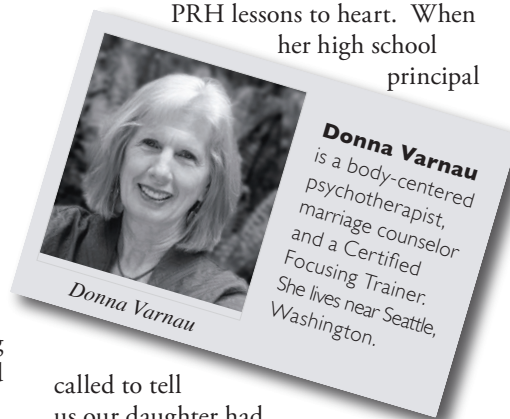 PRH lessons to heart. When
her high school
principal
Donna Varnau
is a body-centered
psychotherapist,
marriage counselor
and a Certified
Focusing Trainer.
She lives near Seattle,
Washington.
Donna Varnau
called to tell
us our daughter had